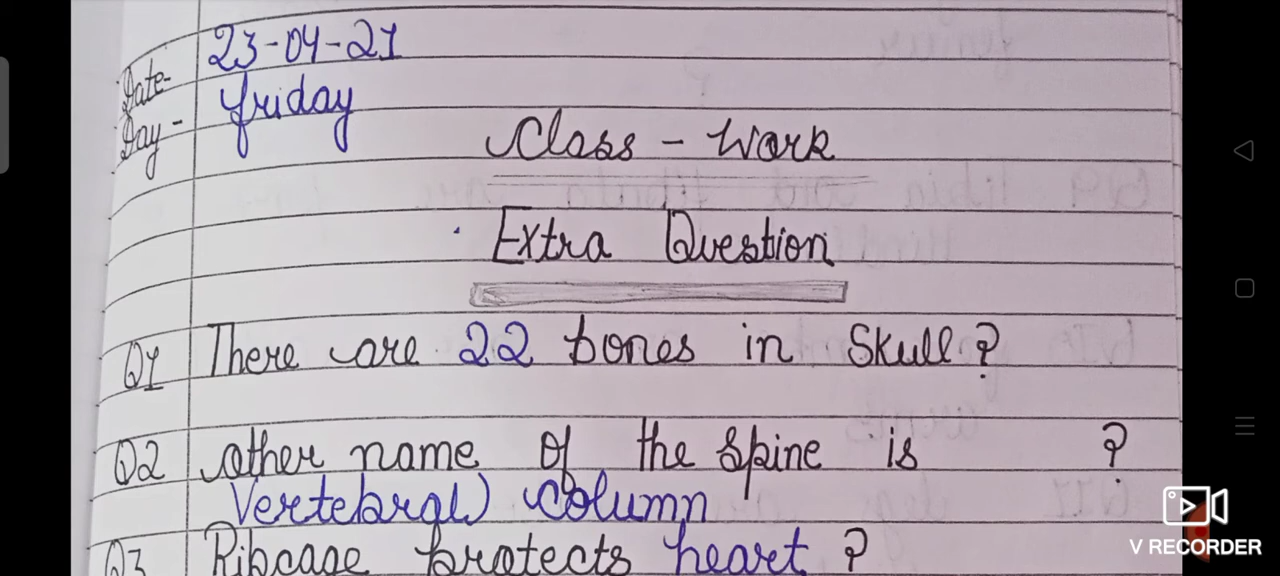 Date- 23-04-21
Day- friday
Class - Work
Extra Question
Q1 There are 22 bones in Skull?
Q2 other name of the spine is ?
Vertebral column
Q3 Ribcage protects heart ?
V RECORDER